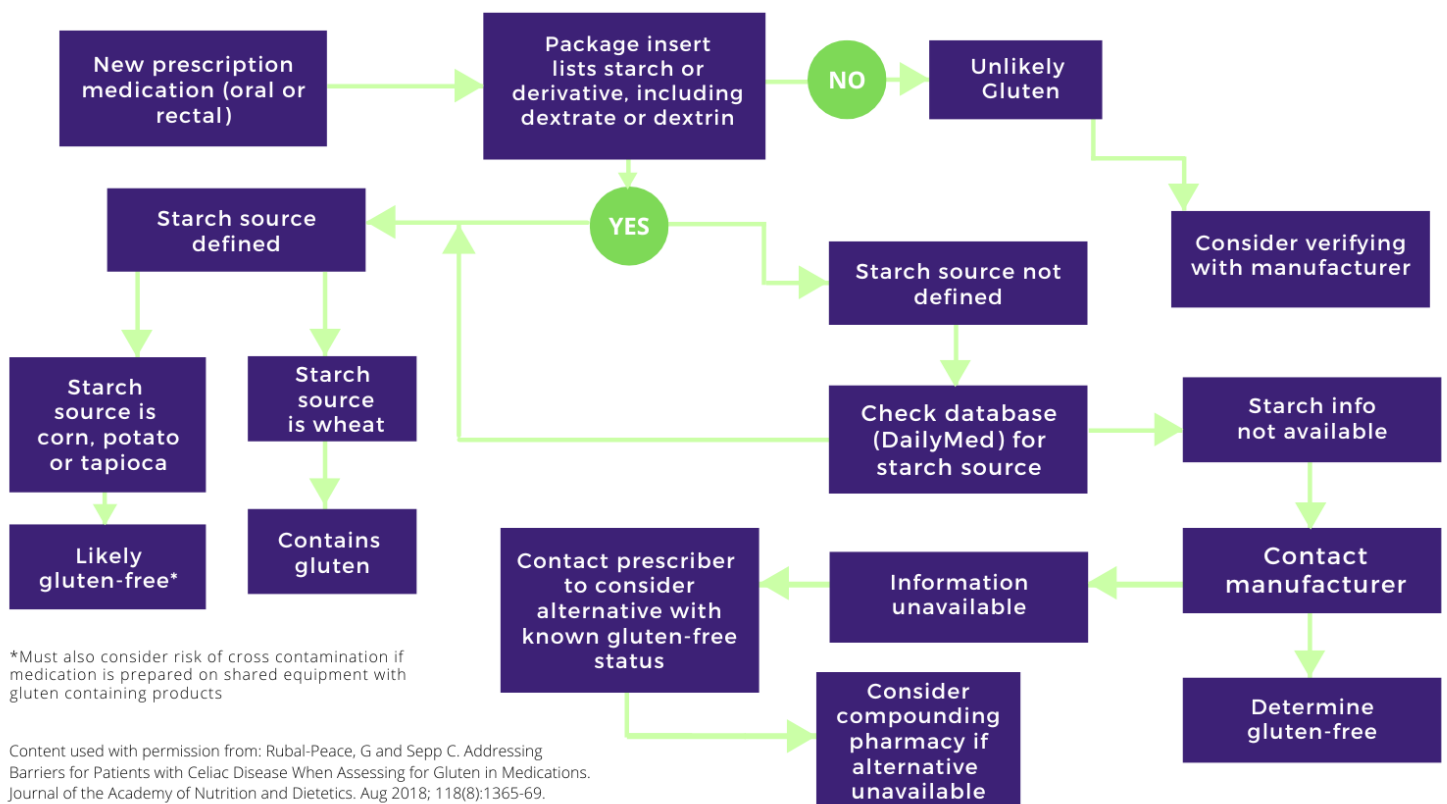 New prescription
medication (oral or
rectal)
Package insert
lists starch or
derivative, including
dextrate or dextrin
NO
Unlikely
Gluten
Consider verifying
with manufacturer
YES
Starch source
defined
Starch source not
defined
Starch
source is
corn, potato
or tapioca
Starch
source
is wheat
Check database
(DailyMed) for
starch source
Starch info
not available
Likely
gluten-free*
Contains
gluten
Contact prescriber
to consider
alternative with
known gluten-free
status
Information
unavailable
Contact
manufacturer
Consider
compounding
pharmacy if
alternative
unavailable
Determine
gluten-free
*Must also consider risk of cross contamination if
medication is prepared on shared equipment with
gluten containing products
Content used with permission from: Rubal-Peace, G and Sepp C. Addressing
Barriers for Patients with Celiac Disease When Assessing for Gluten in Medications.
Journal of the Academy of Nutrition and Dietetics. Aug 2018; 118(8):1365-69.